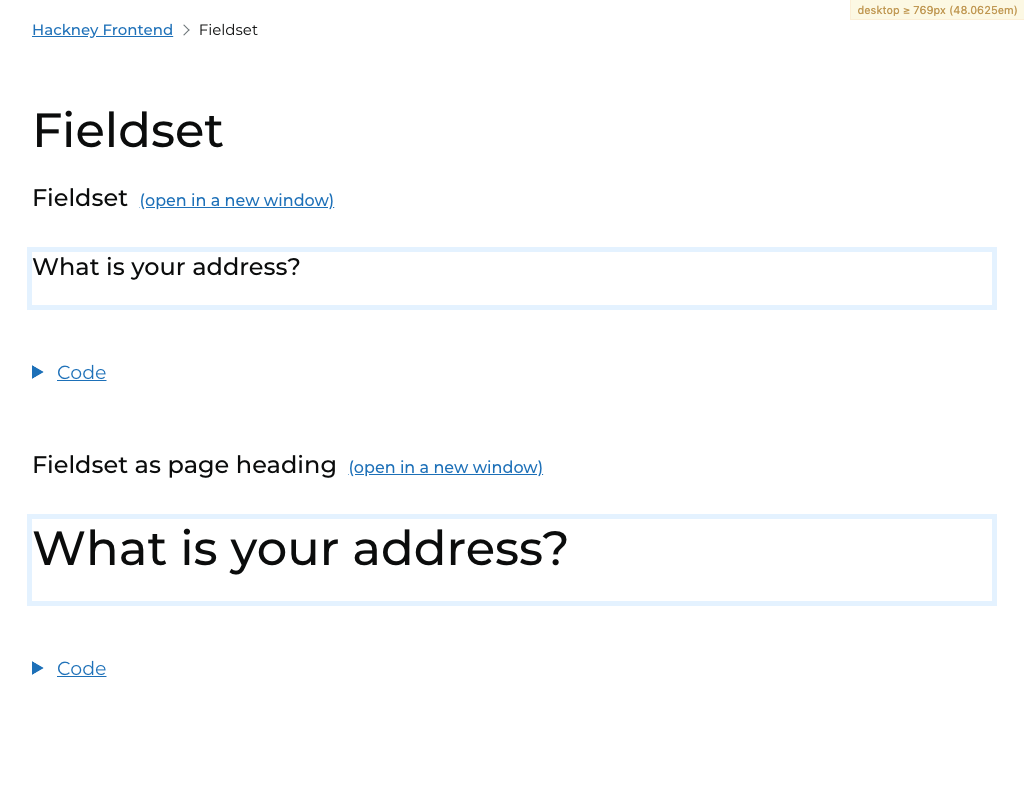 desktop ≥ 769px (48.0625em)
Hackney Frontend > Fieldset
Fieldset
Fieldset (open in a new window)
What is your address?
Code
Fieldset as page heading (open in a new window)
What is your address?
Code